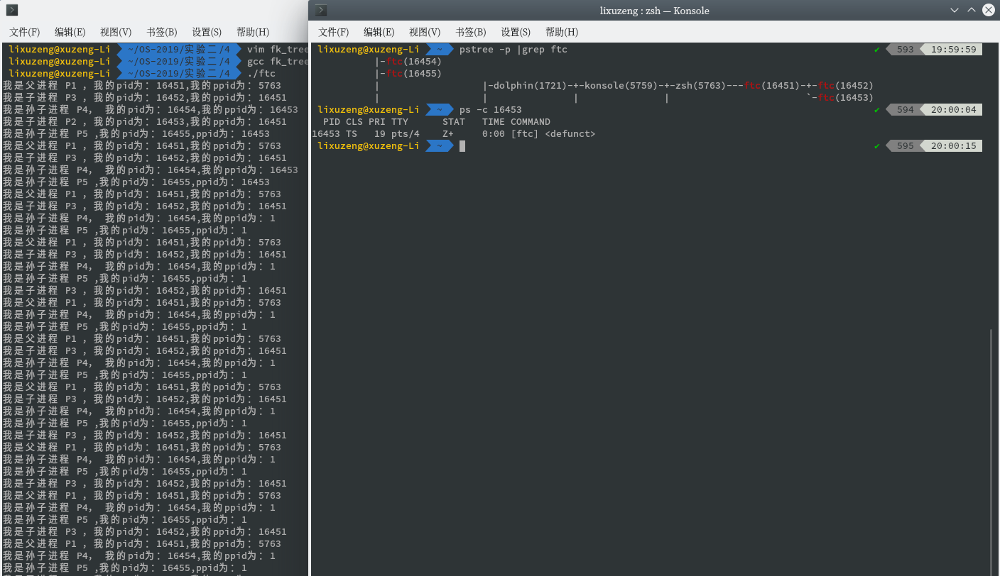 文件(F) 编辑(E) 视图(V) 书签(B) 设置(S) 帮助(H)
lixuzeng@xuzeng-Li ~/OS-2019/实验二/4 vim fk_tree
lixuzeng@xuzeng-Li ~/OS-2019/实验二/4 gcc fk_tree
lixuzeng@xuzeng-Li ~/OS-2019/实验二/4 ./ftc
我是父进程 P1 ，我的pid为：16451,我的ppid为：5763
我是子进程 P3 ，我的pid为：16452,我的ppid为：16451
我是孙子进程 P4， 我的pid为：16454,我的ppid为：16453
我是子进程 P2 ，我的pid为：16453,我的ppid为：16451
我是孙子进程 P5 ,我的pid为：16455,ppid为：16453
我是父进程 P1 ，我的pid为：16451,我的ppid为：5763
我是子进程 P3 ，我的pid为：16452,我的ppid为：16451
我是孙子进程 P4， 我的pid为：16454,我的ppid为：16453
我是孙子进程 P5 ,我的pid为：16455,ppid为：16453
我是父进程 P1 ，我的pid为：16451,我的ppid为：5763
我是子进程 P3 ，我的pid为：16452,我的ppid为：16451
我是孙子进程 P4， 我的pid为：16454,我的ppid为：1
我是孙子进程 P5 ,我的pid为：16455,ppid为：1
我是父进程 P1 ，我的pid为：16451,我的ppid为：5763
我是子进程 P3 ，我的pid为：16452,我的ppid为：16451
我是孙子进程 P4， 我的pid为：16454,我的ppid为：1
我是孙子进程 P5 ,我的pid为：16455,ppid为：1
我是子进程 P3 ，我的pid为：16452,我的ppid为：16451
我是父进程 P1 ，我的pid为：16451,我的ppid为：5763
我是孙子进程 P4， 我的pid为：16454,我的ppid为：1
我是孙子进程 P5 ,我的pid为：16455,ppid为：1
我是父进程 P1 ，我的pid为：16451,我的ppid为：5763
我是子进程 P3 ，我的pid为：16452,我的ppid为：16451
我是孙子进程 P4， 我的pid为：16454,我的ppid为：1
我是孙子进程 P5 ,我的pid为：16455,ppid为：1
我是父进程 P1 ，我的pid为：16451,我的ppid为：5763
我是子进程 P3 ，我的pid为：16452,我的ppid为：16451
我是孙子进程 P4， 我的pid为：16454,我的ppid为：1
我是孙子进程 P5 ,我的pid为：16455,ppid为：1
我是子进程 P3 ，我的pid为：16452,我的ppid为：16451
我是父进程 P1 ，我的pid为：16451,我的ppid为：5763
我是孙子进程 P4， 我的pid为：16454,我的ppid为：1
我是孙子进程 P5 ,我的pid为：16455,ppid为：1
我是子进程 P3 ，我的pid为：16452,我的ppid为：16451
我是父进程 P1 ，我的pid为：16451,我的ppid为：5763
我是孙子进程 P4， 我的pid为：16454,我的ppid为：1
我是孙子进程 P5 ,我的pid为：16455,ppid为：1
我是子进程 P3 ，我的pid为：16452,我的ppid为：16451
我是父进程 P1 ，我的pid为：16451,我的ppid为：5763
我是孙子进程 P4， 我的pid为：16454,我的ppid为：1
我是孙子进程 P5 ,我的pid为：16455,ppid为：1
lixuzeng : zsh — Konsole
文件(F) 编辑(E) 视图(V) 书签(B) 设置(S) 帮助(H)
lixuzeng@xuzeng-Li ~ pstree -p |grep ftc ✔ 593 19:59:59
|-ftc(16454)
|-ftc(16455)
| |-dolphin(1721)-+-konsole(5759)-+-zsh(5763)---ftc(16451)-+-ftc(16452)
| | | | `-ftc(16453)
lixuzeng@xuzeng-Li ~ ps -c 16453 ✔ 594 20:00:04
PID CLS PRI TTY STAT TIME COMMAND
16453 TS 19 pts/4 Z+ 0:00 [ftc] <defunct>
lixuzeng@xuzeng-Li ~ ✔ 595 20:00:15